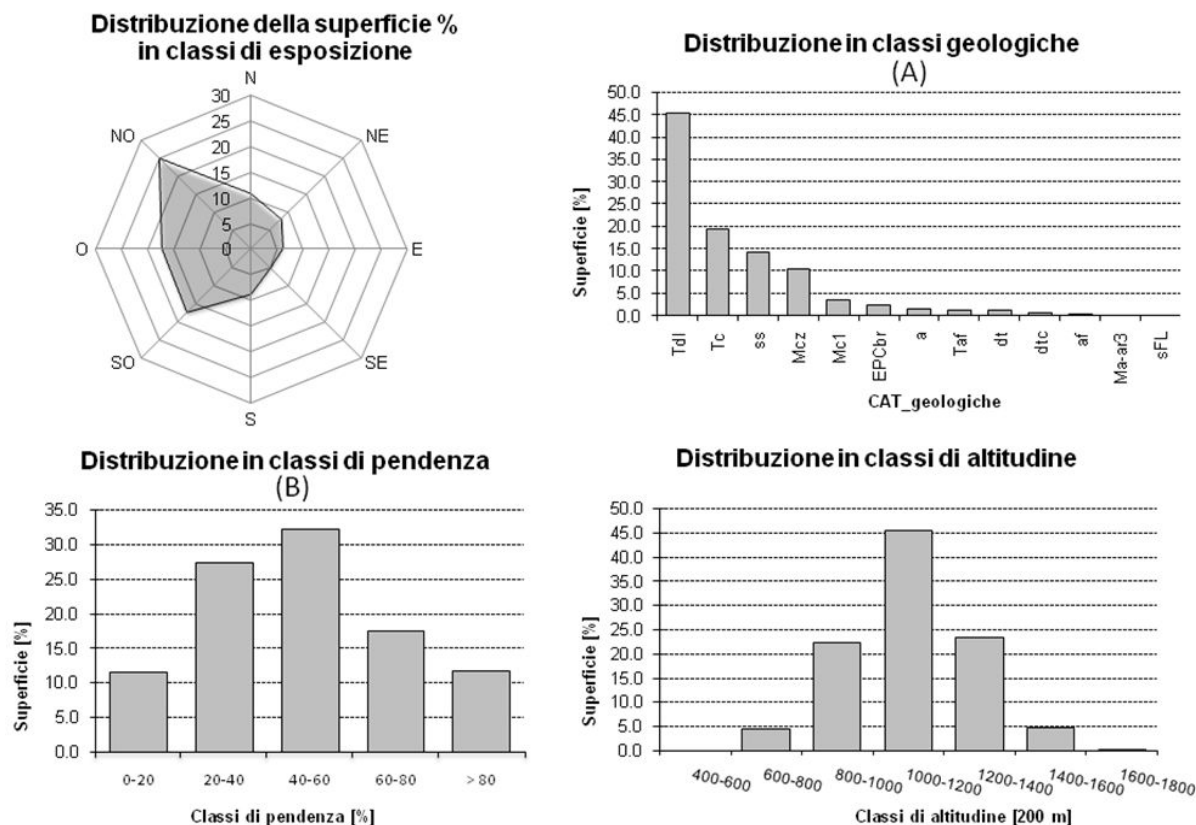 Distribuzione della superficie %
in classi di esposizione
N
NE
E
SE
S
SO
O
NO
30
25
20
15
10
5
0
Distribuzione in classi geologiche
(A)
Superficie [%]
50.0
45.0
40.0
35.0
30.0
25.0
20.0
15.0
10.0
5.0
0.0
Tdl
Tc
ss
Mcz
Mc1
EPCbr
a
Taf
dt
dtc
af
Ma-ar3
sFL
CAT_geologiche
Distribuzione in classi di pendenza
(B)
Superficie [%]
35.0
30.0
25.0
20.0
15.0
10.0
5.0
0.0
0-20
20-40
40-60
60-80
> 80
Classi di pendenza [%]
Distribuzione in classi di altitudine
Superficie [%]
50.0
45.0
40.0
35.0
30.0
25.0
20.0
15.0
10.0
5.0
0.0
400-600
600-800
800-1000
1000-1200
1200-1400
1400-1600
1600-1800
Classi di altitudine [200 m]